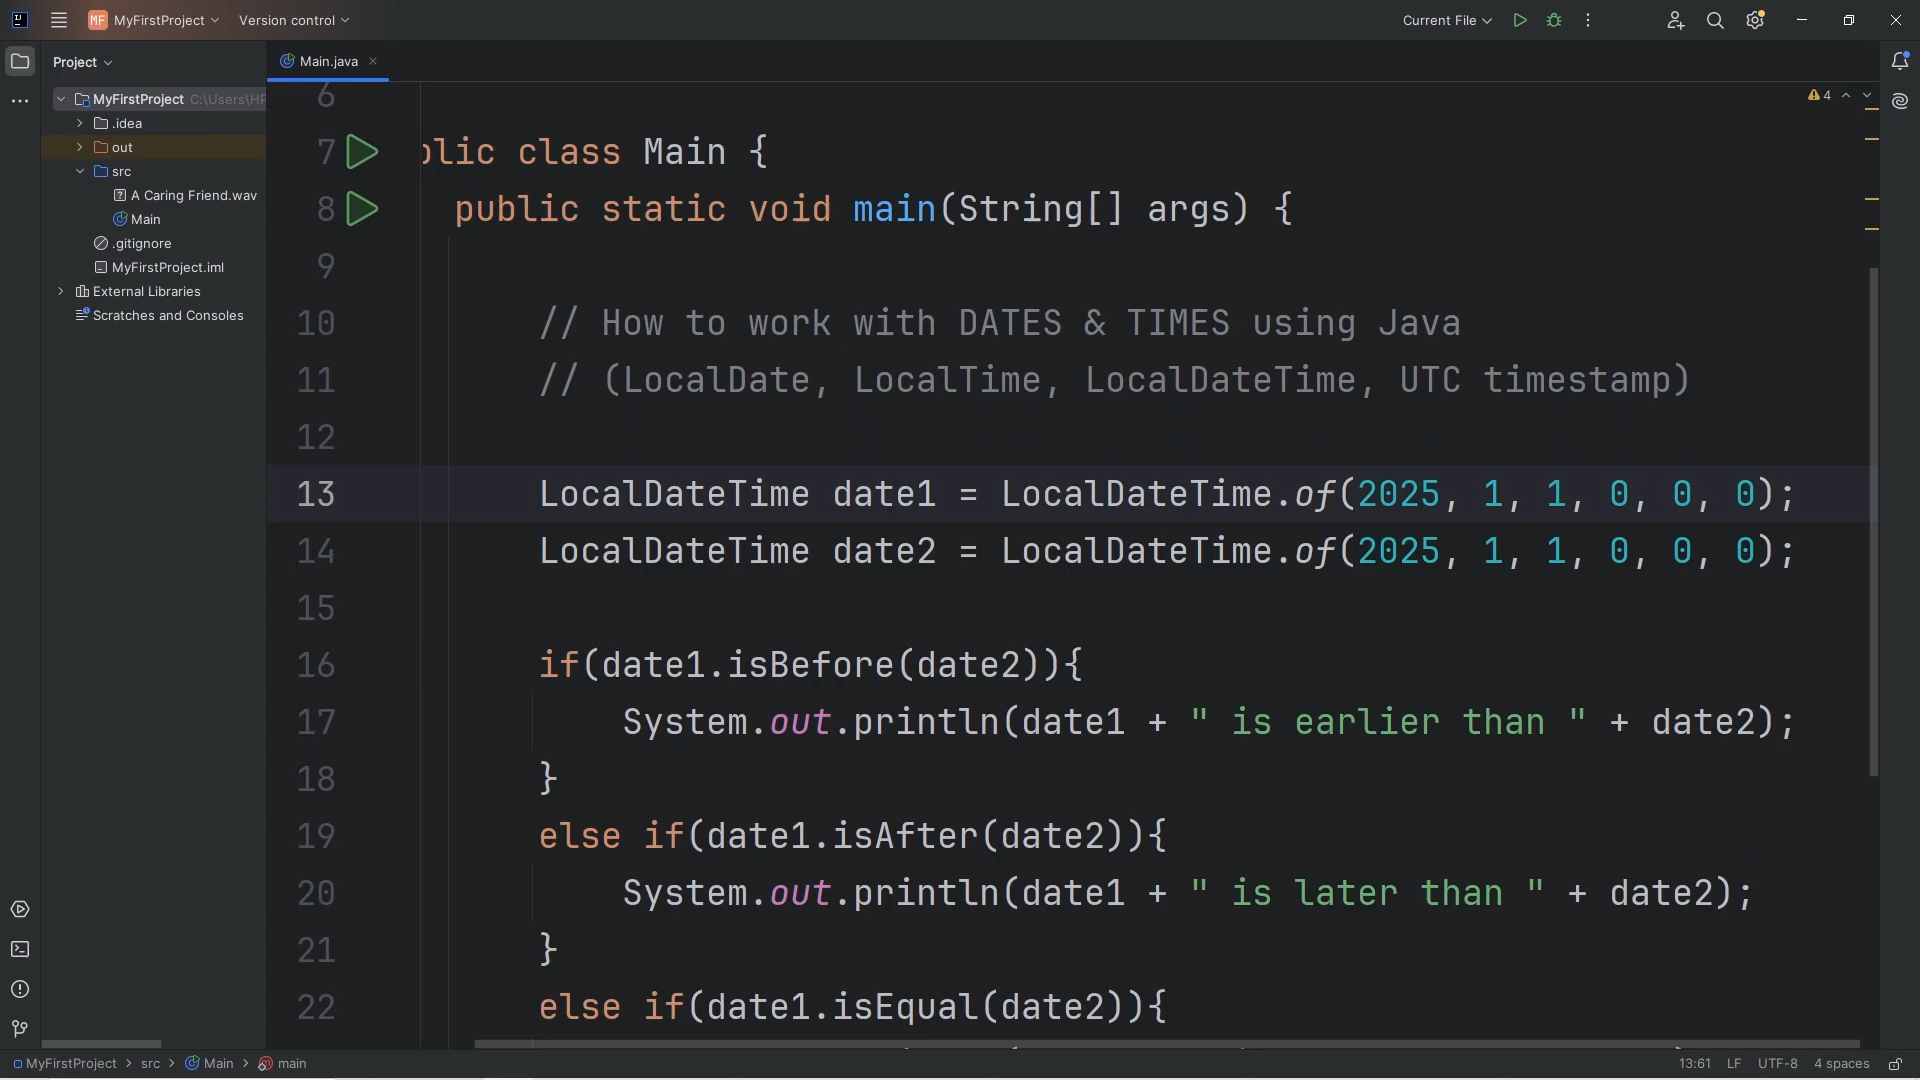 MF MyFirstProject Version control Current File
Project
Main.java
MyFirstProject C:\Users\HP
.idea
out
src
A Caring Friend.wav
Main
.gitignore
MyFirstProject.iml
External Libraries
Scratches and Consoles
4
6
7 blic class Main {
8 public static void main(String[] args) {
9
10 // How to work with DATES & TIMES using Java
11 // (LocalDate, LocalTime, LocalDateTime, UTC timestamp)
12
13 LocalDateTime date1 = LocalDateTime.of(2025, 1, 1, 0, 0, 0);
14 LocalDateTime date2 = LocalDateTime.of(2025, 1, 1, 0, 0, 0);
15
16 if(date1.isBefore(date2)){
17 System.out.println(date1 + " is earlier than " + date2);
18 }
19 else if(date1.isAfter(date2)){
20 System.out.println(date1 + " is later than " + date2);
21 }
22 else if(date1.isEqual(date2)){
MyFirstProject > src > Main > main 13:61 LF UTF-8 4 spaces